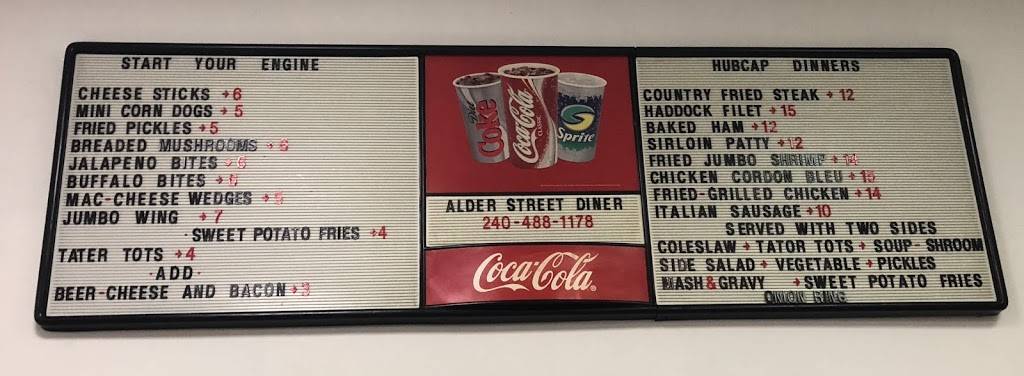 START YOUR ENGINE
CHEESE STICKS → 6
MINI CORN DOGS → 5
FRIED PICKLES → 5
BREADED MUSHROOMS → 6
JALAPENO BITES → 6
BUFFALO BITES → 6
MAC-CHEESE WEDGES → 5
JUMBO WING → 7
· SWEET POTATO FRIES → 4
TATER TOTS → 4
· ADD ·
BEER-CHEESE AND BACON → 3
Diet Coke
Coca-Cola
CLASSIC
Sprite
ALDER STREET DINER
240-488-1178
Coca-Cola®
HUBCAP DINNERS
COUNTRY FRIED STEAK → 12
HADDOCK FILET → 15
BAKED HAM → 12
SIRLOIN PATTY → 12
FRIED JUMBO SHRIMP → 14
CHICKEN CORDON BLEU → 15
FRIED-GRILLED CHICKEN → 14
ITALIAN SAUSAGE → 10
SERVED WITH TWO SIDES
COLESLAW → TATOR TOTS → SOUP-SHROOM
SIDE SALAD → VEGETABLE → PICKLES
MASH & GRAVY → SWEET POTATO FRIES
ONION RING